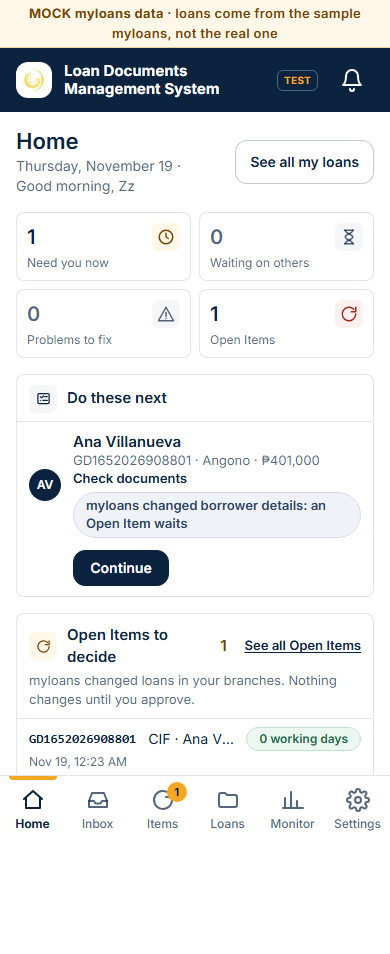 MOCK myloans data · loans come from the sample
myloans, not the real one
Loan Documents
Management System
TEST
Home
Thursday, November 19 ·
Good morning, Zz
See all my loans
1
Need you now
0
Waiting on others
0
Problems to fix
1
Open Items
Do these next
AV
Ana Villanueva
GD1652026908801 · Angono · ₱401,000
Check documents
myloans changed borrower details: an
Open Item waits
Continue
Open Items to
decide
1
See all Open Items
myloans changed loans in your branches. Nothing
changes until you approve.
GD1652026908801 CIF · Ana V... 0 working days
Nov 19, 12:23 AM
1
Home Inbox Items Loans Monitor Settings